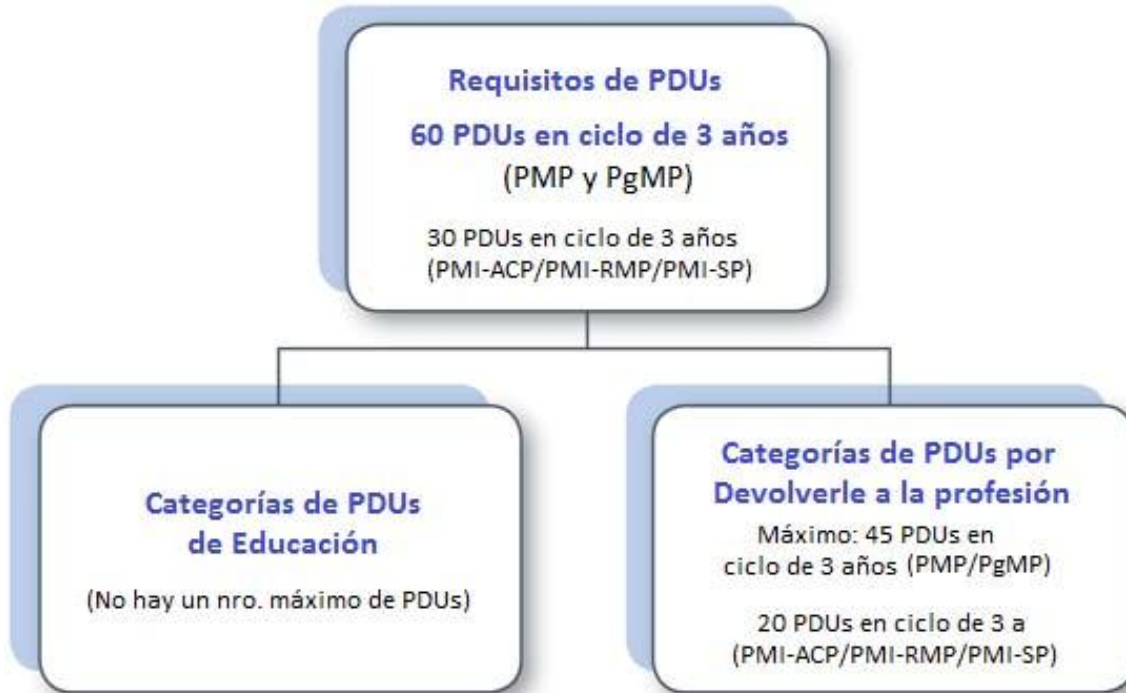 Requisitos de PDUs
60 PDUs en ciclo de 3 años
(PMP y PgMP)
30 PDUs en ciclo de 3 años
(PMI-ACP/PMI-RMP/PMI-SP)
Categorías de PDUs
de Educación
(No hay un nro. máximo de PDUs)
Categorías de PDUs por
Devolverle a la profesión
Máximo: 45 PDUs en
ciclo de 3 años (PMP/PgMP)
20 PDUs en ciclo de 3 a
(PMI-ACP/PMI-RMP/PMI-SP)